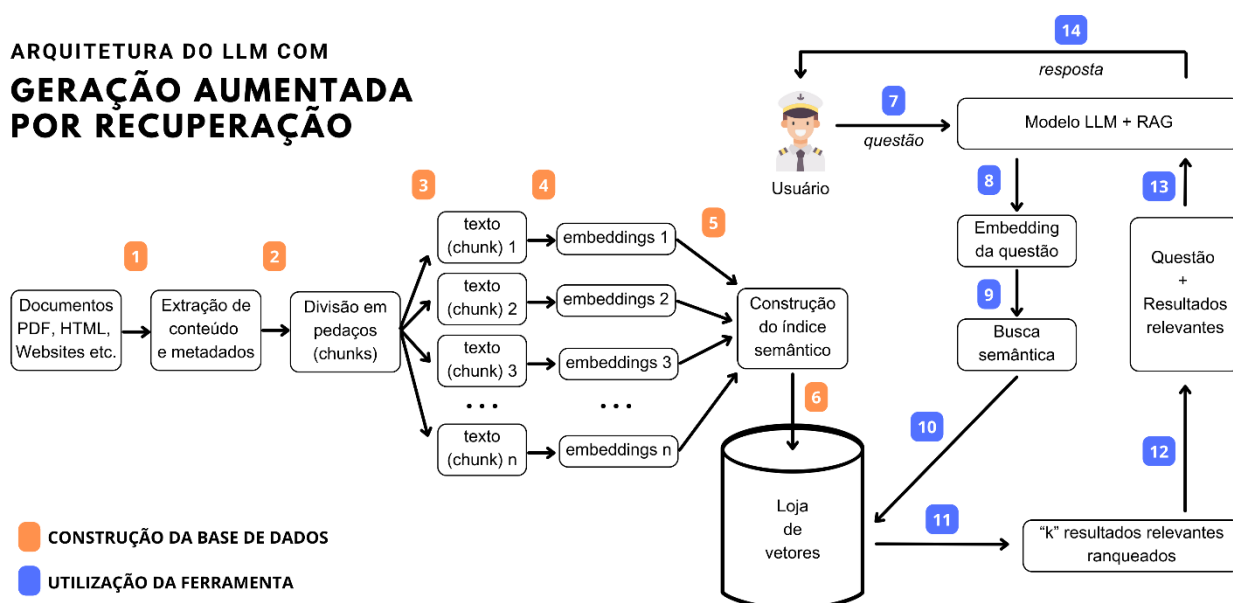 ARQUITETURA DO LLM COM
GERAÇÃO AUMENTADA
POR RECUPERAÇÃO
14
resposta
7
questão
Usuário
Modelo LLM + RAG
8
13
Embedding
da questão
9
Busca
semântica
Questão
+
Resultados
relevantes
1
2
3
4
5
Documentos
PDF, HTML,
Websites etc.
Extração de
conteúdo
e metadados
Divisão em
pedaços
(chunks)
texto
(chunk) 1
embeddings 1
texto
(chunk) 2
embeddings 2
texto
(chunk) 3
embeddings 3
...
...
texto
(chunk) n
embeddings n
Construção
do índice
semântico
6
10
12
Loja
de
vetores
11
“k” resultados relevantes
ranqueados
CONSTRUÇÃO DA BASE DE DADOS
UTILIZAÇÃO DA FERRAMENTA